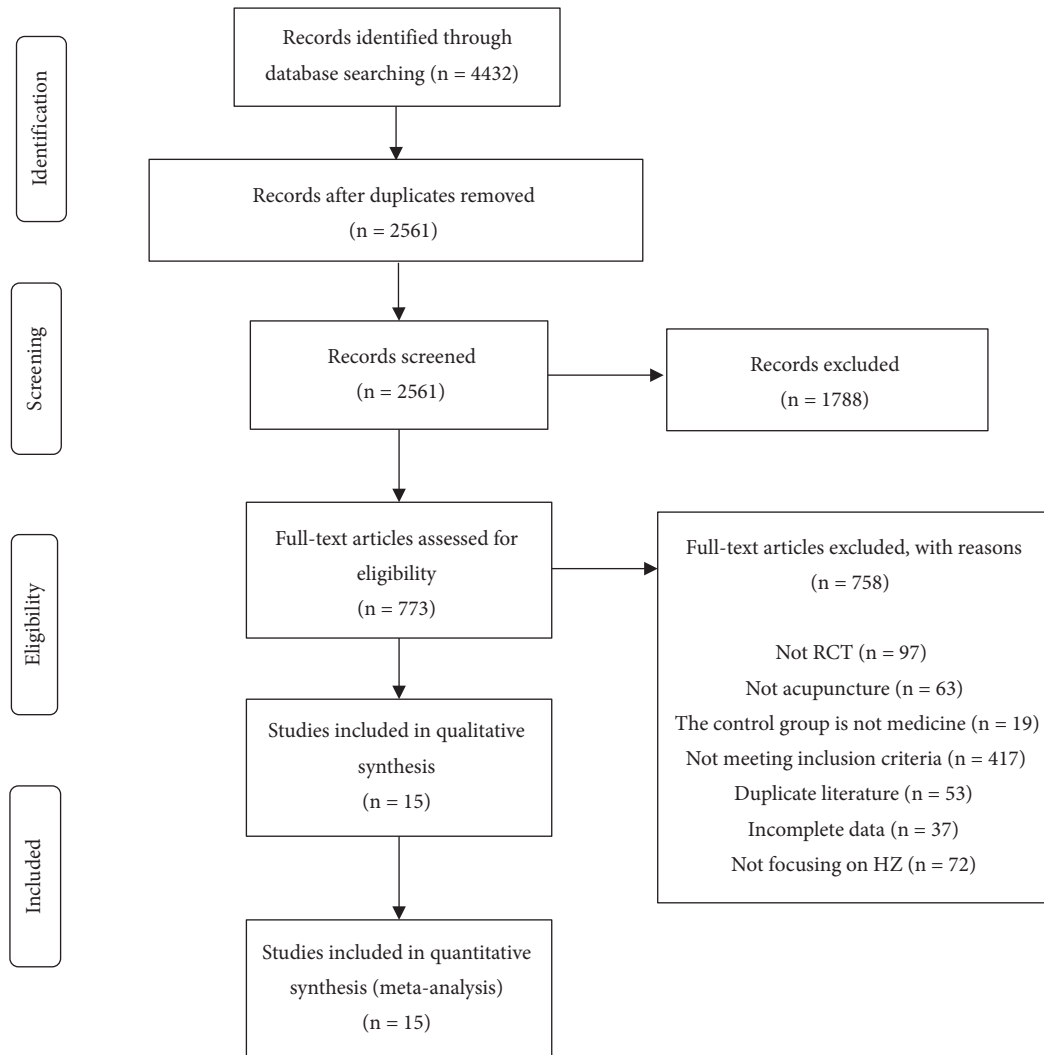 Identification
Records identified through
database searching (n = 4432)
Records after duplicates removed
(n = 2561)
Screening
Records screened
(n = 2561)
Records excluded
(n = 1788)
Eligibility
Full-text articles assessed for
eligibility
(n = 773)
Full-text articles excluded, with reasons
(n = 758)
Not RCT (n = 97)
Not acupuncture (n = 63)
The control group is not medicine (n = 19)
Not meeting inclusion criteria (n = 417)
Duplicate literature (n = 53)
Incomplete data (n = 37)
Not focusing on HZ (n = 72)
Studies included in qualitative
synthesis
(n = 15)
Included
Studies included in quantitative
synthesis (meta-analysis)
(n = 15)